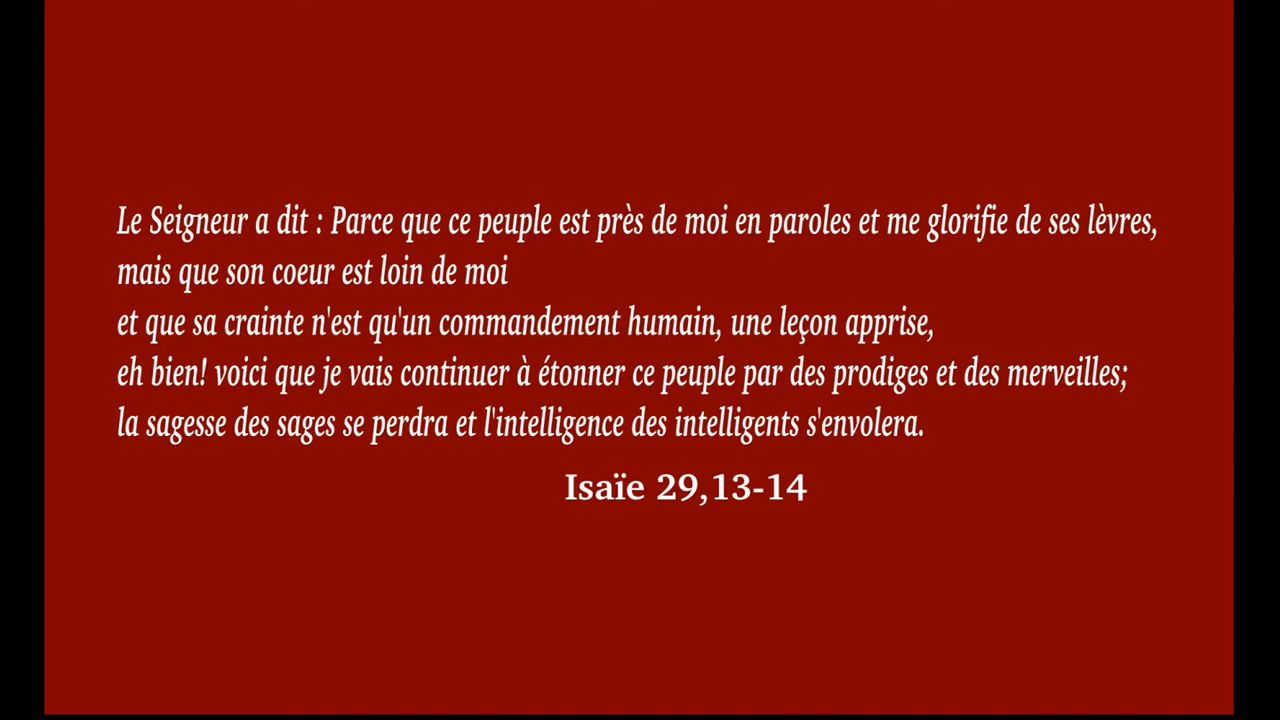 Le Seigneur a dit : Parce que ce peuple est près de moi en paroles et me glorifie de ses lèvres,
mais que son coeur est loin de moi
et que sa crainte n'est qu'un commandement humain, une leçon apprise,
eh bien! voici que je vais continuer à étonner ce peuple par des prodiges et des merveilles;
la sagesse des sages se perdra et l'intelligence des intelligents s'envolera.
Isaïe 29,13-14